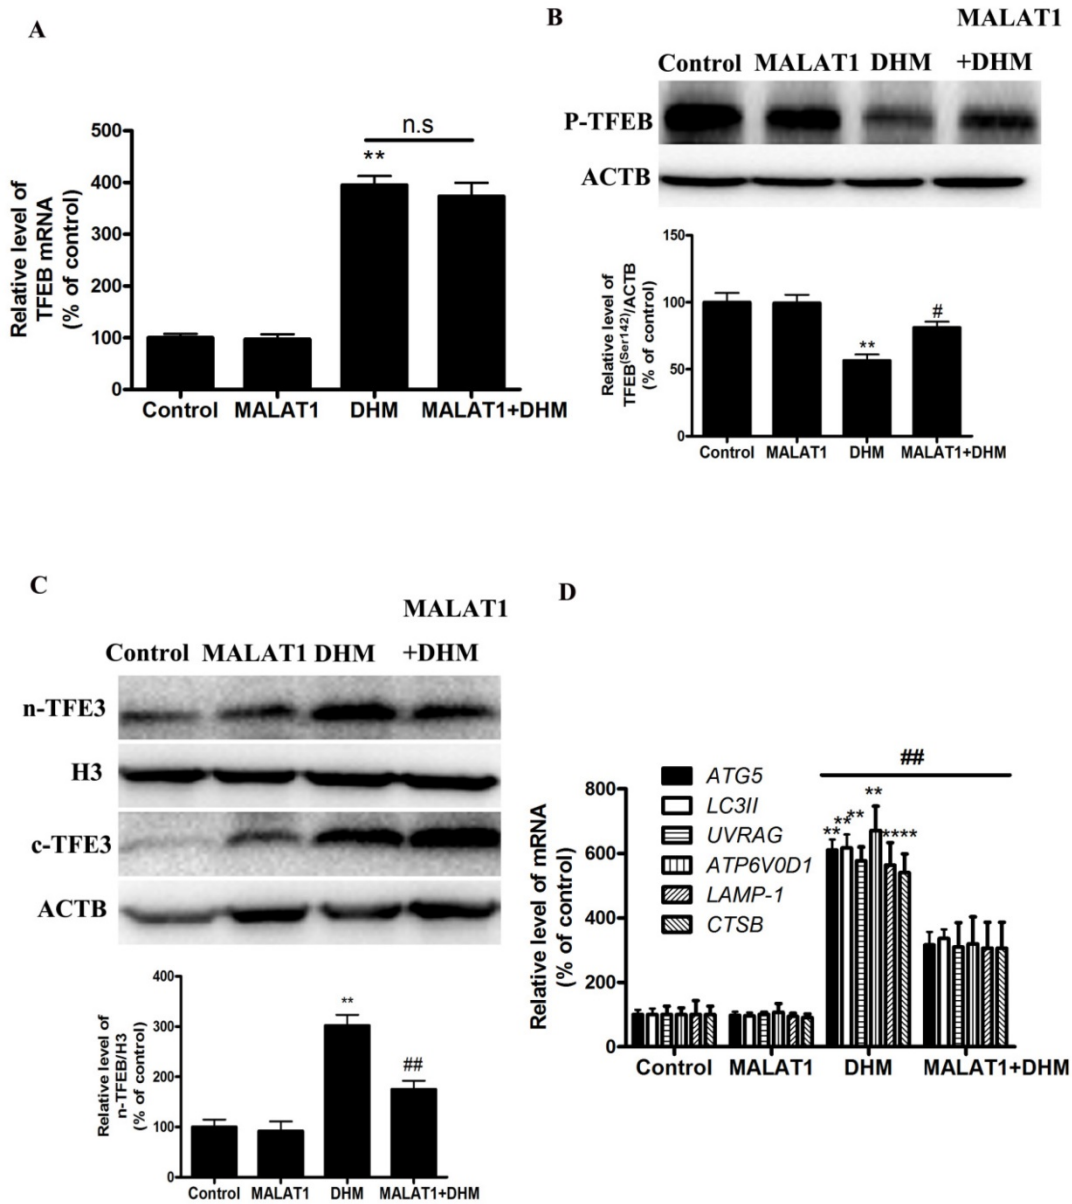 A
500
400
300
200
100
0
Relative level of
TFEB mRNA
(% of control)
**
n.s
Control MALAT1 DHM MALAT1+DHM
B
MALAT1
Control MALAT1 DHM +DHM
P-TFEB
ACTB
150
100
50
0
Relative level of
TFEB(Ser142)/ACTB
(% of control)
**
#
Control MALAT1 DHM MALAT1+DHM
C
MALAT1
Control MALAT1 DHM +DHM
n-TFE3
H3
c-TFE3
ACTB
400
300
200
100
0
Relative level of
n-TFEB/H3
(% of control)
**
##
Control MALAT1 DHM MALAT1+DHM
D
800
600
400
200
0
Relative level of mRNA
(% of control)
ATG5
LC3II
UVRAG
ATP6V0D1
LAMP-1
CTSB
##
** ** ** ** ** **
Control MALAT1 DHM MALAT1+DHM